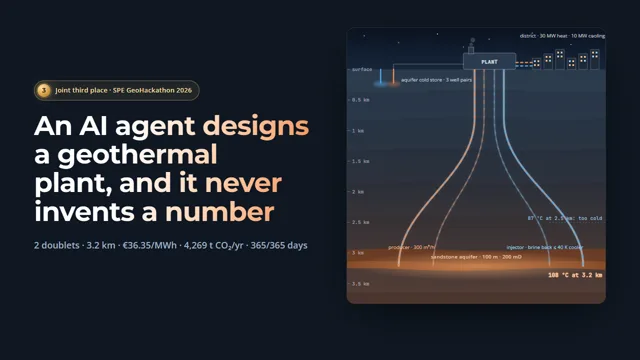 3 Joint third place · SPE GeoHackathon 2026
An AI agent designs
a geothermal
plant, and it never
invents a number
2 doublets · 3.2 km · €36.35/MWh · 4,269 t CO₂/yr · 365/365 days
district · 30 MW heat · 10 MW cooling
PLANT
surface
aquifer cold store · 3 well pairs
0.5 km
1 km
1.5 km
2 km
87 °C at 2.5 km: too cold
2.5 km
producer · 300 m³/h
injector · brine back ≤ 40 K cooler
3 km
sandstone aquifer · 100 m · 200 mD
108 °C at 3.2 km
3.5 km